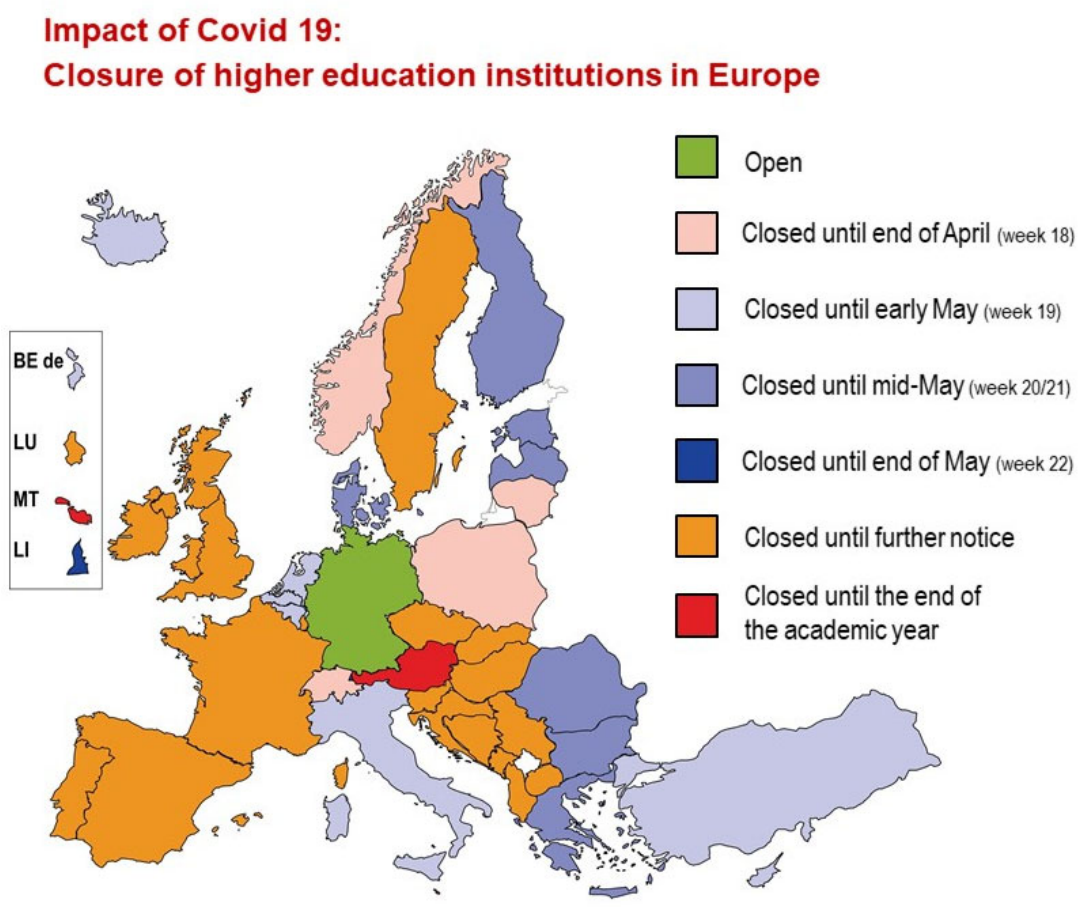 Impact of Covid 19:
Closure of higher education institutions in Europe
Open
Closed until end of April (week 18)
Closed until early May (week 19)
BE de
Closed until mid-May (week 20/21)
LU
Closed until end of May (week 22)
MT
LI
Closed until further notice
Closed until the end of
the academic year